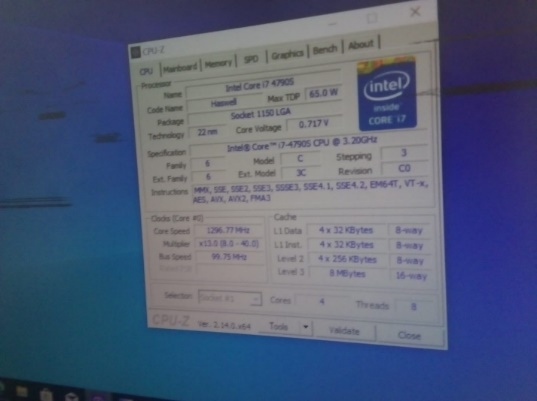 CPU-Z
CPU Mainboard Memory SPD Graphics Bench About
Processor
Name Intel Core i7 4790S
Code Name Haswell Max TDP 65.0 W
Package Socket 1150 LGA
Technology 22 nm Core Voltage 0.717 V
intel
inside
CORE i7
Specification Intel® Core™ i7-4790S CPU @ 3.20GHz
Family 6 Model C Stepping 3
Ext. Family 6 Ext. Model 3C Revision C0
Instructions MMX, SSE, SSE2, SSE3, SSSE3, SSE4.1, SSE4.2, EM64T, VT-x,
AES, AVX, AVX2, FMA3
Clocks (Core #0) Cache
Core Speed 1296.77 MHz L1 Data 4 x 32 KBytes 8-way
Multiplier x13.0 (8.0 - 40.0) L1 Inst. 4 x 32 KBytes 8-way
Bus Speed 99.75 MHz Level 2 4 x 256 KBytes 8-way
Level 3 8 MBytes 16-way
Selection Socket #1 Cores 4 Threads 8
CPU-Z Ver. 2.14.0.x64 Tools Validate Close